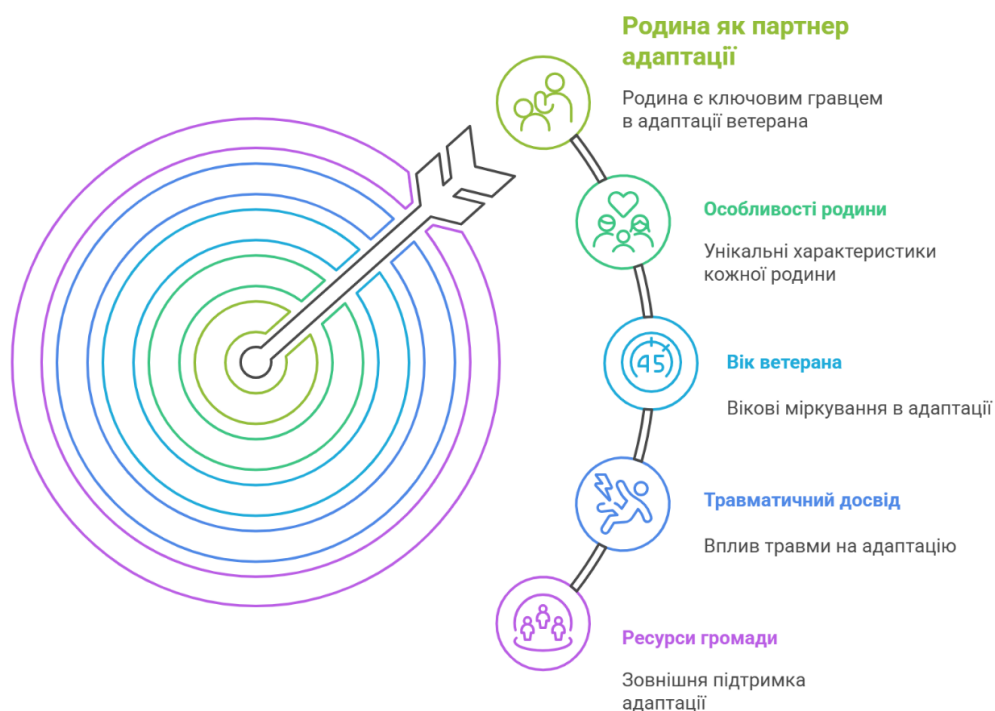 Родина як партнер
адаптації
Родина є ключовим гравцем
в адаптації ветерана
Особливості родини
Унікальні характеристики
кожної родини
45
Вік ветерана
Вікові міркування в адаптації
Травматичний досвід
Вплив травми на адаптацію
Ресурси громади
Зовнішня підтримка
адаптації